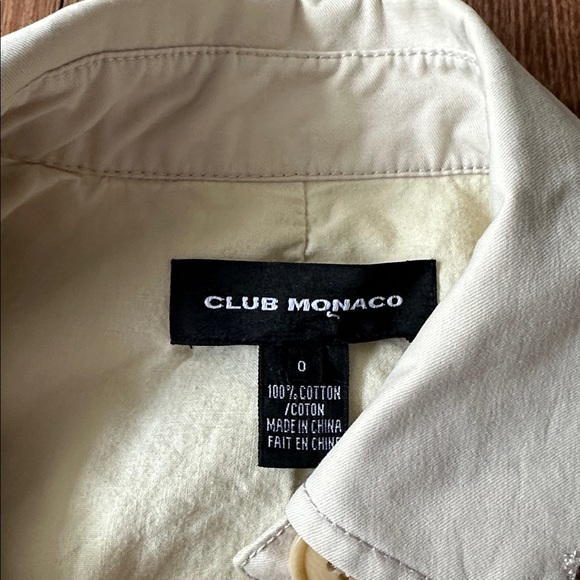 CLUB MONACO
0
100% COTTON
/COTON
MADE IN CHINA
FAIT EN CHINE